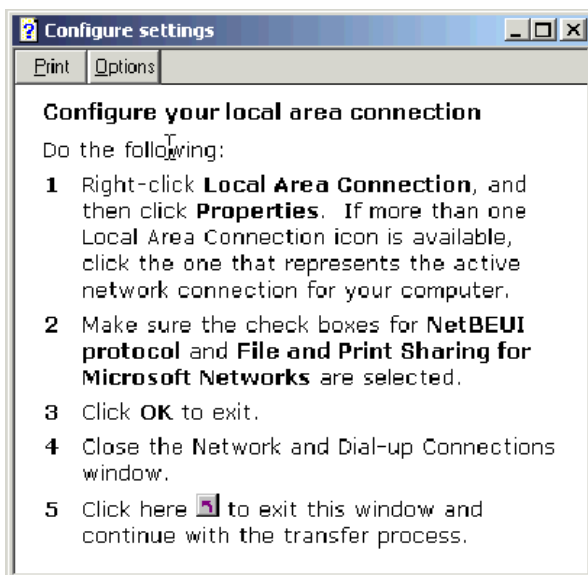 Configure settings
Print Options
Configure your local area connection
Do the following:
1 Right-click Local Area Connection, and
then click Properties. If more than one
Local Area Connection icon is available,
click the one that represents the active
network connection for your computer.
2 Make sure the check boxes for NetBEUI
protocol and File and Print Sharing for
Microsoft Networks are selected.
3 Click OK to exit.
4 Close the Network and Dial-up Connections
window.
5 Click here to exit this window and
continue with the transfer process.